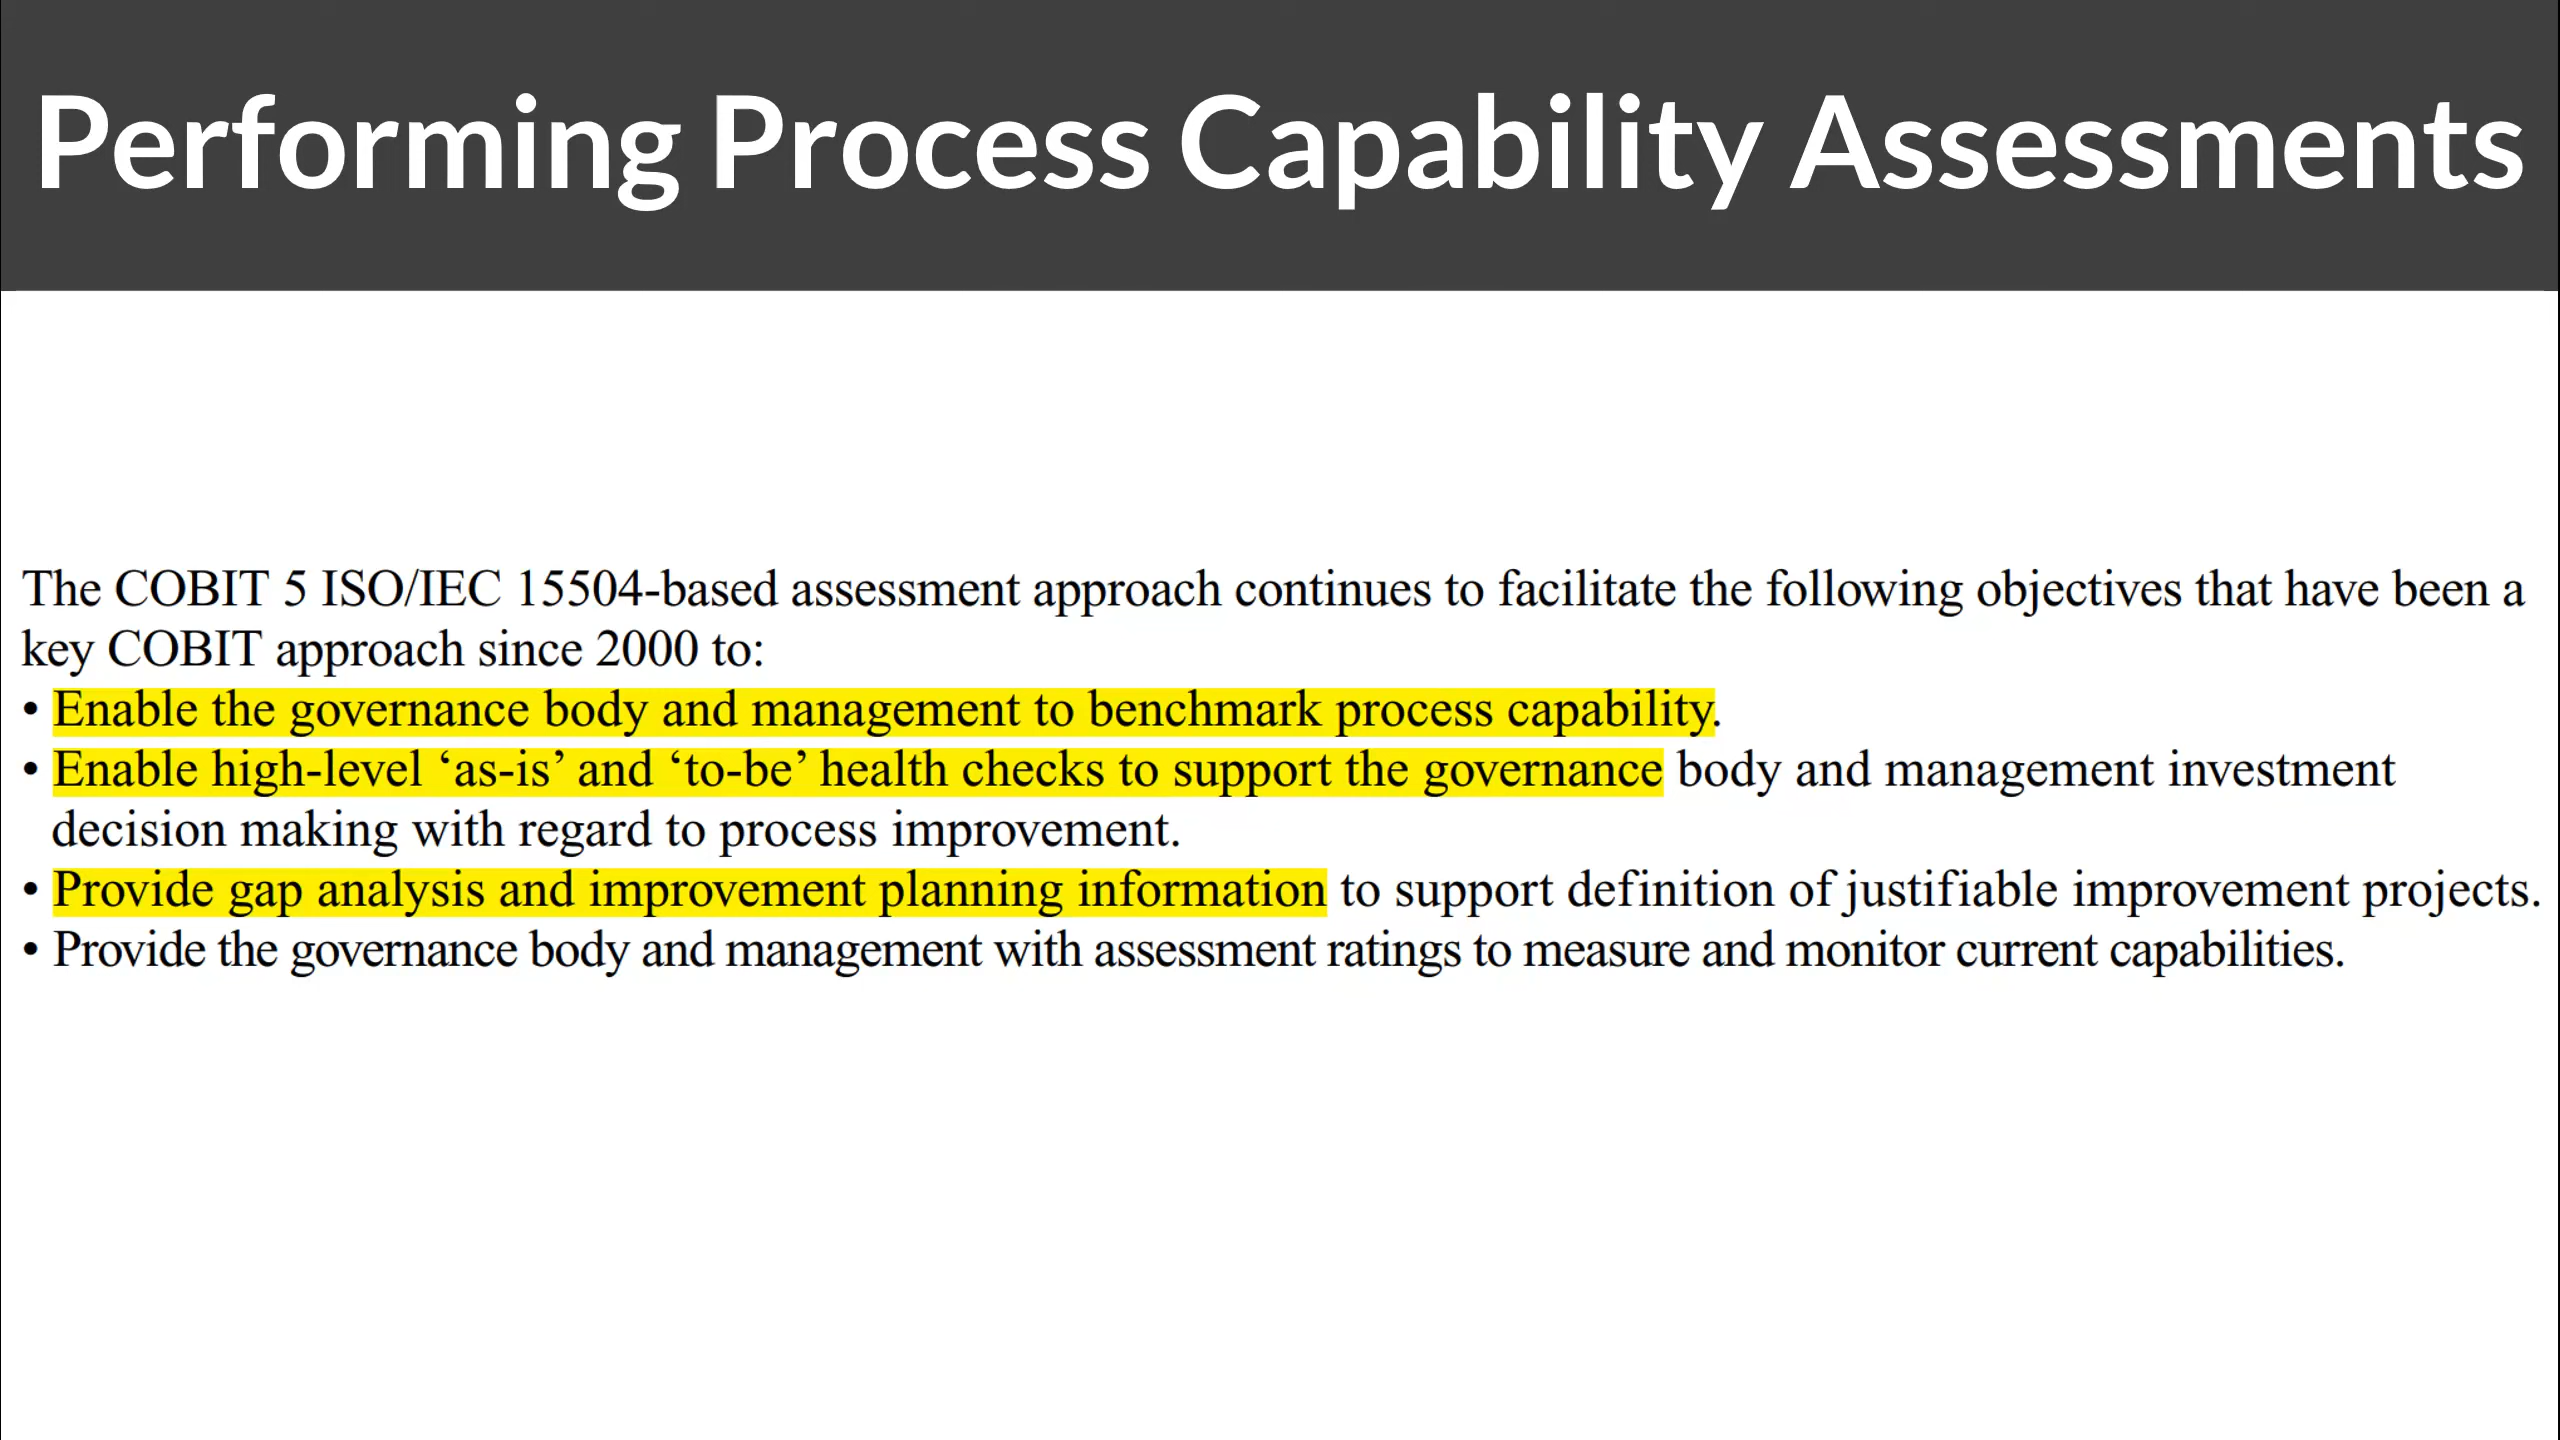 Performing Process Capability Assessments
The COBIT 5 ISO/IEC 15504-based assessment approach continues to facilitate the following objectives that have been a
key COBIT approach since 2000 to:
• Enable the governance body and management to benchmark process capability.
• Enable high-level ‘as-is’ and ‘to-be’ health checks to support the governance body and management investment
decision making with regard to process improvement.
• Provide gap analysis and improvement planning information to support definition of justifiable improvement projects.
• Provide the governance body and management with assessment ratings to measure and monitor current capabilities.